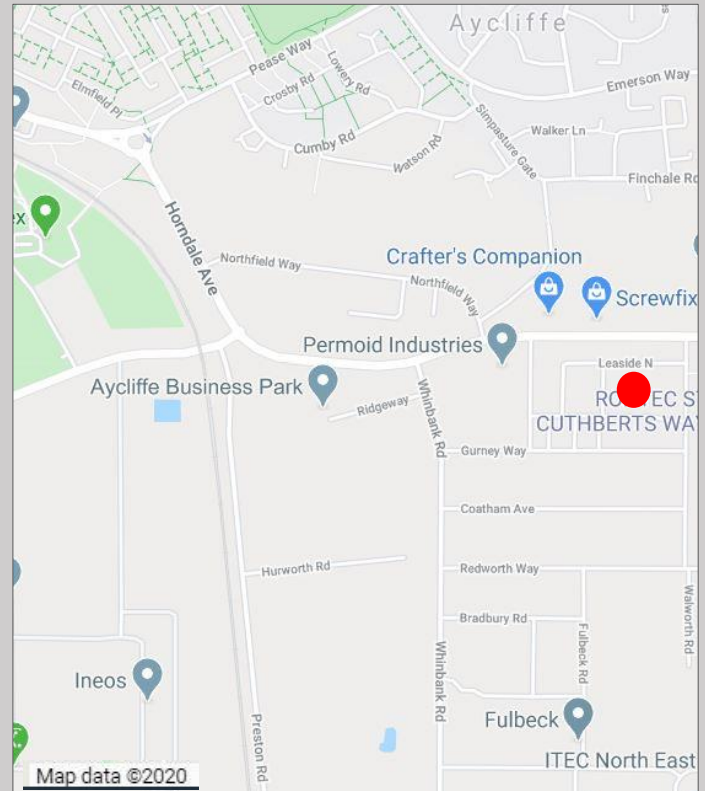 Aycliffe
Pease Way
Lowery Rd
Crosby Rd
Emerson Way
Elmfield Pl
Simpasture Gate
Walker Ln
Cumby Rd
Watson Rd
Finchale Rd
ex
Horndale Ave
Northfield Way
Crafter's Companion
Northfield Way
Screwfix
Permoid Industries
Leaside N
Aycliffe Business Park
Ridgeway
Whinbank Rd
CUTHBERTS WAY
Gurney Way
Coatham Ave
Hurworth Rd
Redworth Way
Walworth Rd
Bradbury Rd
Fulbeck Rd
Whinbank Rd
Ineos
Preston Rd
Fulbeck
ITEC North East
Map data ©2020